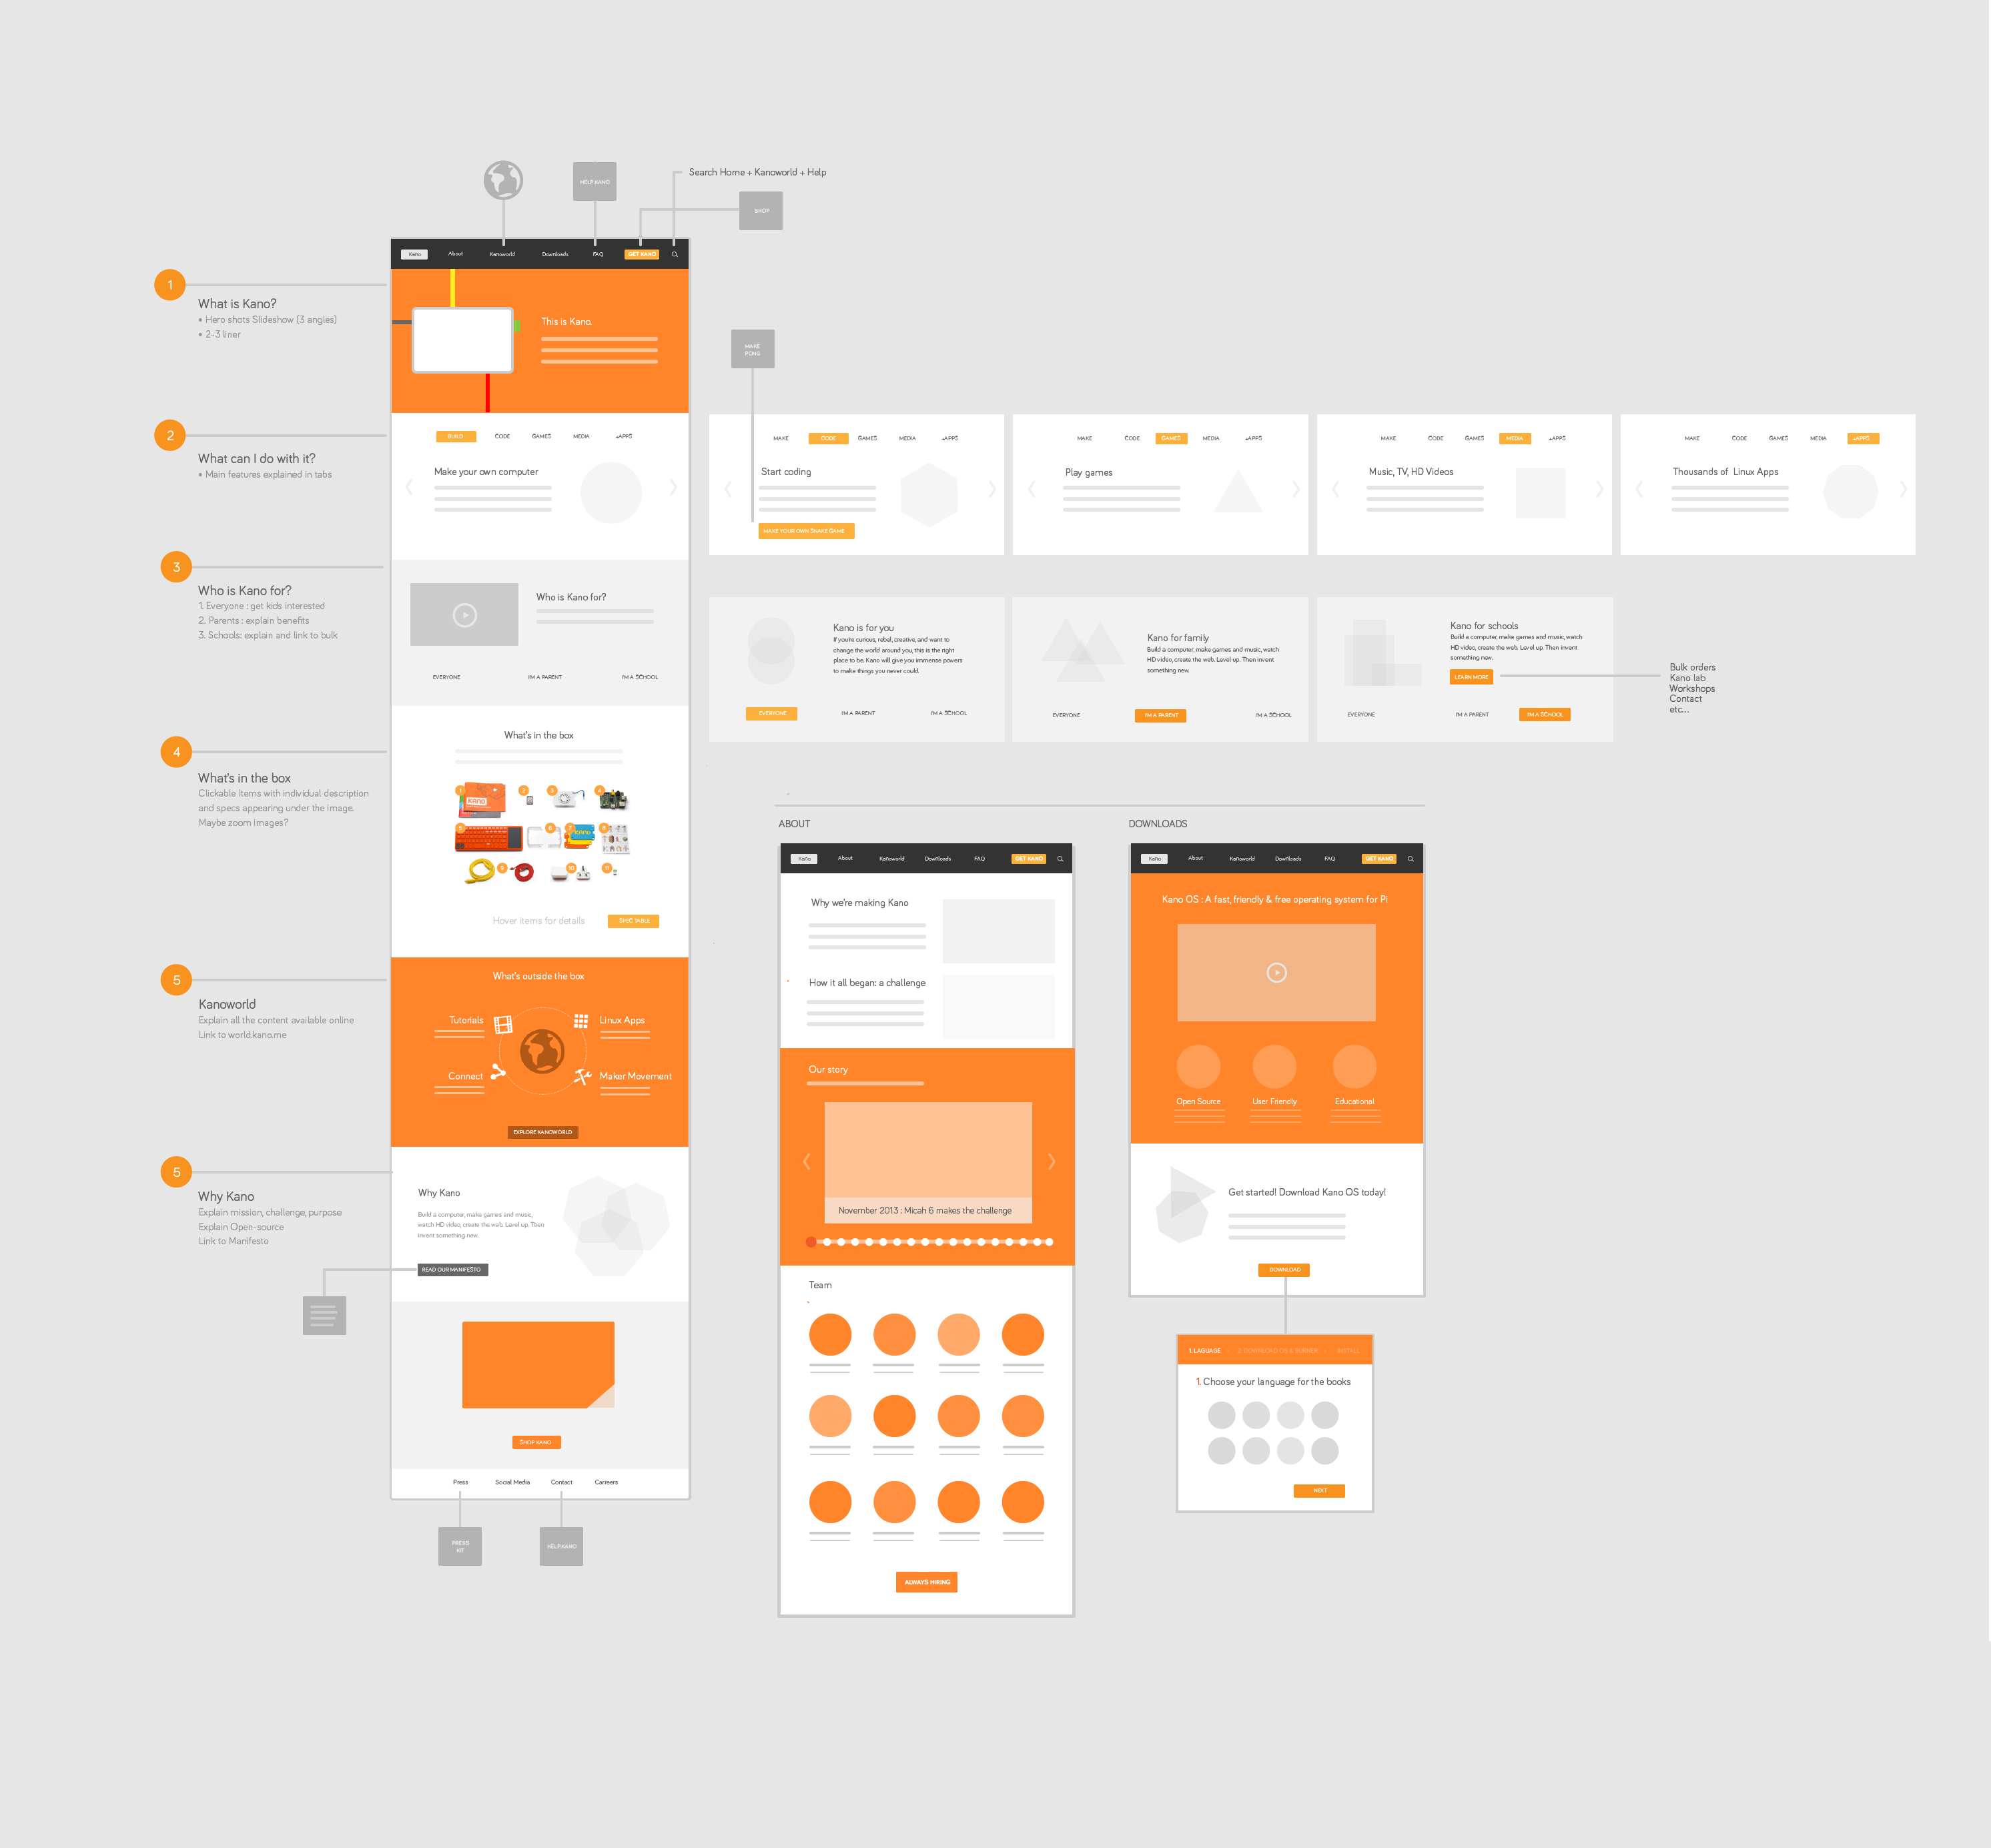 HELP.KANO
Search Home + Kanoworld + Help
SHOP
Kano
About
Kanoworld
Downloads
FAQ
GET KANO
1
What is Kano?
• Hero shots Slideshow (3 angles)
• 2-3 liner
This is Kano.
2
What can I do with it?
• Main features explained in tabs
BUILD
CODE
GAMES
MEDIA
+APPS
Make your own computer
MAKE
PONG
MAKE
CODE
GAMES
MEDIA
+APPS
Start coding
MAKE YOUR OWN SNAKE GAME
MAKE
CODE
GAMES
MEDIA
+APPS
Play games
MAKE
CODE
GAMES
MEDIA
+APPS
Music, TV, HD Videos
MAKE
CODE
GAMES
MEDIA
+APPS
Thousands of Linux Apps
3
Who is Kano for?
1. Everyone : get kids interested
2. Parents : explain benefits
3. Schools: explain and link to bulk
Who is Kano for?
EVERYONE
I'M A PARENT
I'M A SCHOOL
Kano is for you
If you're curious, rebel, creative, and want to
change the world around you, this is the right
place to be. Kano will give you immense powers
to make things you never could.
EVERYONE
I'M A PARENT
I'M A SCHOOL
Kano for family
Build a computer, make games and music, watch
HD video, create the web. Level up. Then invent
something new.
EVERYONE
I'M A PARENT
I'M A SCHOOL
Kano for schools
Build a computer, make games and music, watch
HD video, create the web. Level up. Then invent
something new.
LEARN MORE
EVERYONE
I'M A PARENT
I'M A SCHOOL
Bulk orders
Kano lab
Workshops
Contact
etc...
4
What's in the box
Clickable Items with individual description
and specs appearing under the image.
Maybe zoom images?
What's in the box
1
2
3
4
KANO
5
6
7
8
9
10
11
Hover items for details
SPEC TABLE
5
Kanoworld
Explain all the content available online
Link to world.kano.me
What's outside the box
Tutorials
Linux Apps
Connect
Maker Movement
EXPLORE KANOWORLD
5
Why Kano
Explain mission, challenge, purpose
Explain Open-source
Link to Manifesto
Why Kano
Build a computer, make games and music,
watch HD video, create the web. Level up. Then
invent something new.
READ OUR MANIFESTO
SHOP KANO
Press
Social Media
Contact
Carreers
PRESS
KIT
HELP.KANO
ABOUT
Kano
About
Kanoworld
Downloads
FAQ
GET KANO
Why we're making Kano
How it all began: a challenge
Our story
November 2013 : Micah 6 makes the challenge
Team
ALWAYS HIRING
DOWNLOADS
Kano
About
Kanoworld
Downloads
FAQ
GET KANO
Kano OS : A fast, friendly & free operating system for Pi
Open Source
User Friendly
Educational
Get started! Download Kano OS today!
DOWNLOAD
1. LAGUAGE
2. DOWNLOAD OS & BURNER
INSTALL
1. Choose your language for the books
NEXT